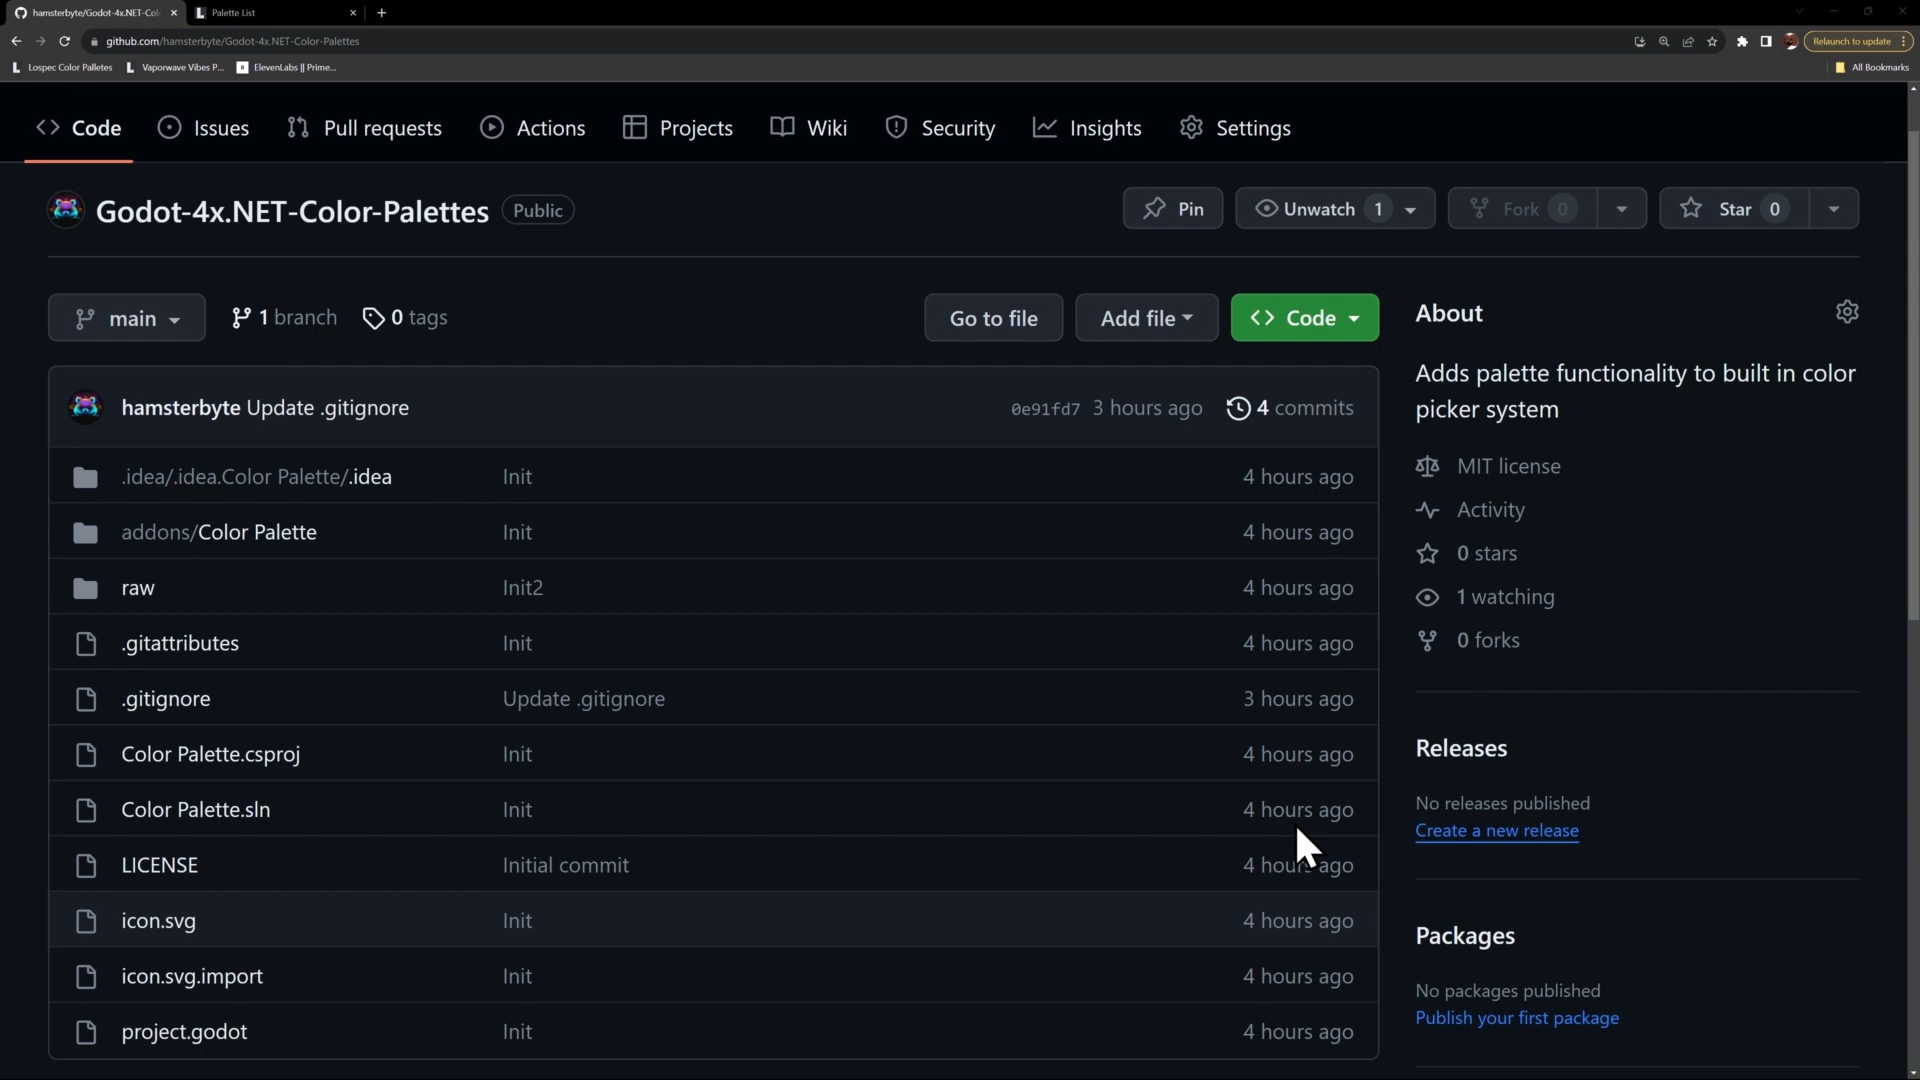 hamsterbyte/Godot-4x.NET-Col
Palette List
github.com/hamsterbyte/Godot-4x.NET-Color-Palettes
Relaunch to update
Lospec Color Palletes
Vaporwave Vibes P...
ElevenLabs || Prime...
All Bookmarks
Code
Issues
Pull requests
Actions
Projects
Wiki
Security
Insights
Settings
Godot-4x.NET-Color-Palettes
Public
Pin
Unwatch 1
Fork 0
Star 0
main
1 branch
0 tags
Go to file
Add file
Code
hamsterbyte Update .gitignore
0e91fd7 3 hours ago
4 commits
.idea/.idea.Color Palette/.idea
Init
4 hours ago
addons/Color Palette
Init
4 hours ago
raw
Init2
4 hours ago
.gitattributes
Init
4 hours ago
.gitignore
Update .gitignore
3 hours ago
Color Palette.csproj
Init
4 hours ago
Color Palette.sln
Init
4 hours ago
LICENSE
Initial commit
4 hours ago
icon.svg
Init
4 hours ago
icon.svg.import
Init
4 hours ago
project.godot
Init
4 hours ago
About
Adds palette functionality to built in color
picker system
MIT license
Activity
0 stars
1 watching
0 forks
Releases
No releases published
Create a new release
Packages
No packages published
Publish your first package